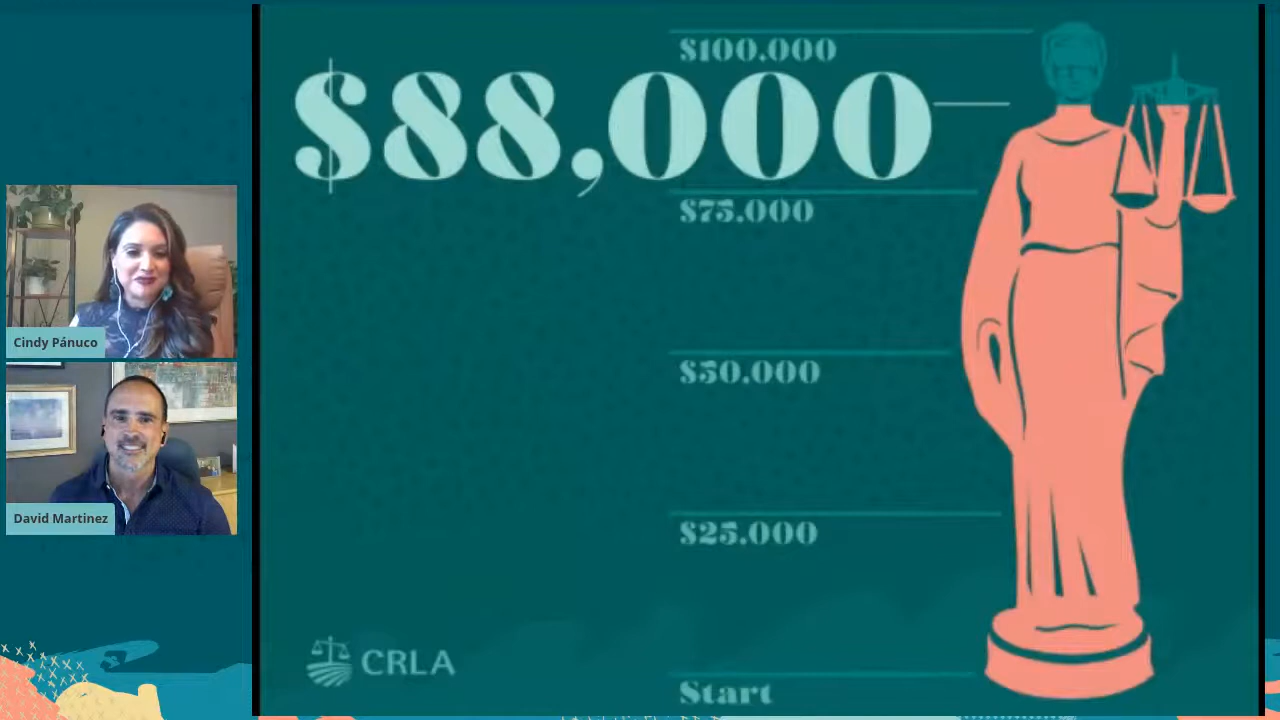 $100.000
$88,000
$75.000
$50.000
$25.000
Start
CRLA
Cindy Pánuco
David Martinez